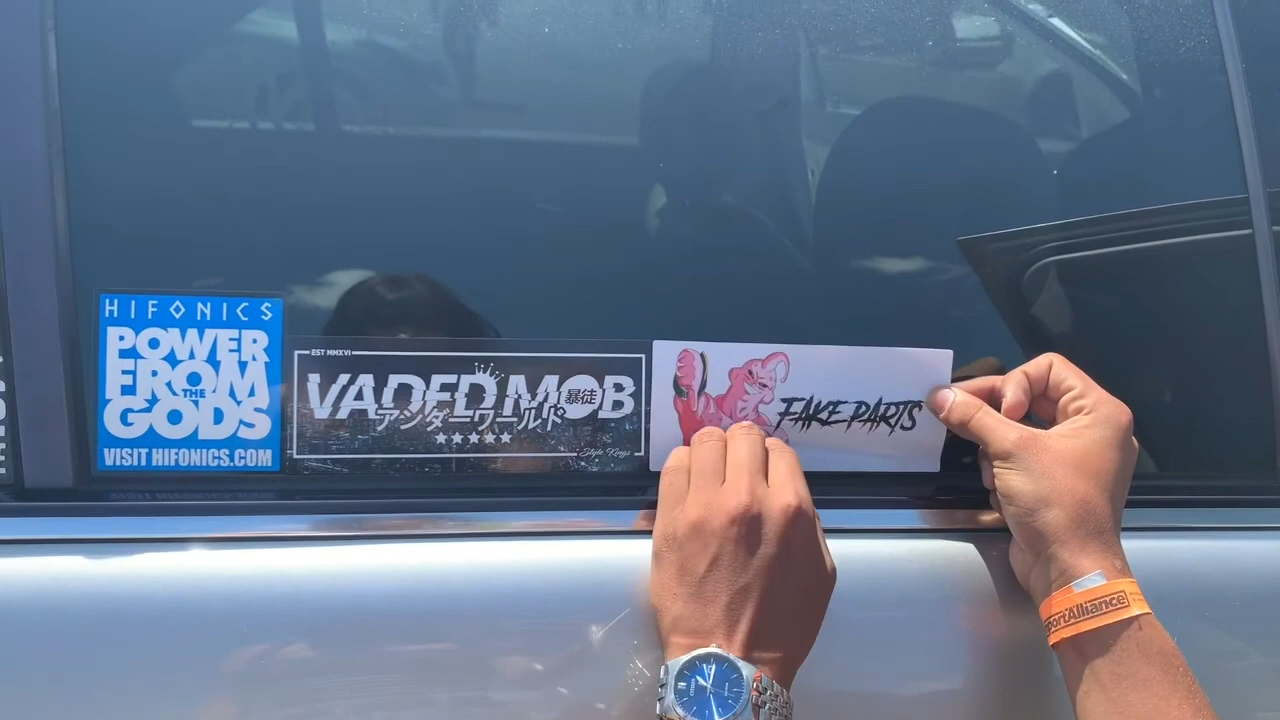 HIFONICS
POWER
FROM
THE
GODS
VISIT HIFONICS.COM
EST MMXVI
VADED MOB
暴徒
アンダーワールド
Style Kings
FAKE PARTS
CITIZEN
portAlliance